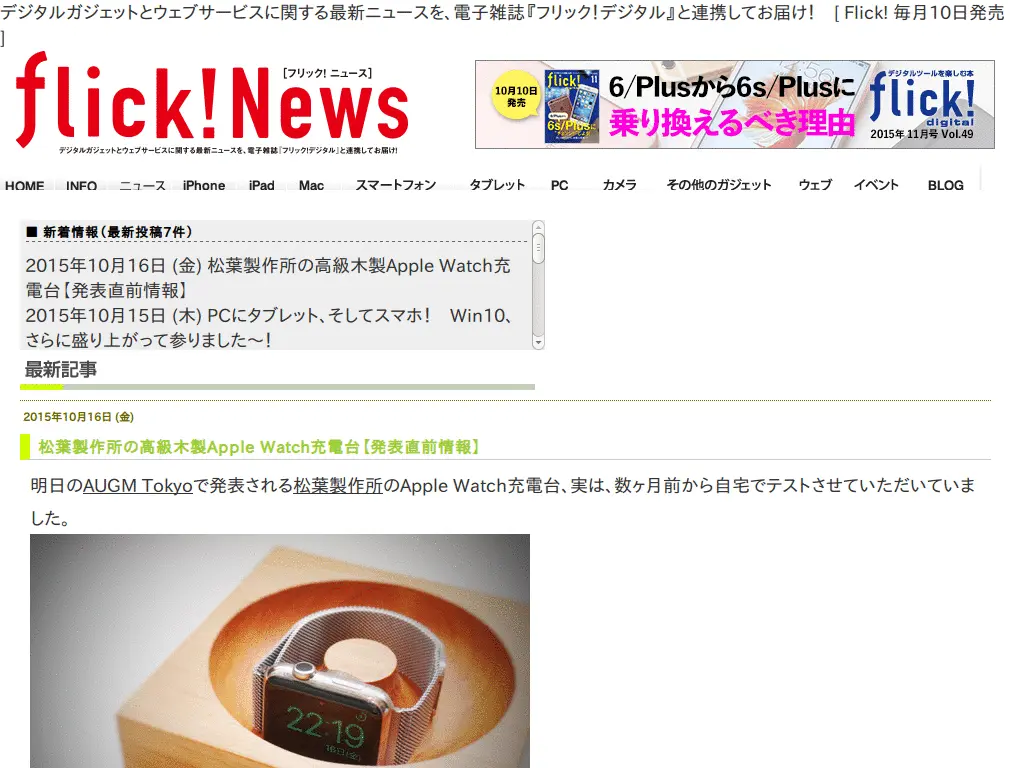 デジタルガジェットとウェブサービスに関する最新ニュースを、電子雑誌『フリック！デジタル』と連携してお届け！　[ Flick! 毎月10日発売
]
flick!News
[フリック! ニュース]
デジタルガジェットとウェブサービスに関する最新ニュースを、電子雑誌『フリック!デジタル』と連携してお届け!
10月10日
発売
flick!
11
6s/Plusに
6/Plusから6s/Plusに
乗り換えるべき理由
デジタルツールを楽しむ本
flick!
digital
2015年 11月号 Vol.49
HOME INFO ニュース iPhone iPad Mac スマートフォン タブレット PC カメラ その他のガジェット ウェブ イベント BLOG
■ 新着情報（最新投稿7件）
2015年10月16日 (金) 松葉製作所の高級木製Apple Watch充
電台【発表直前情報】
2015年10月15日 (木) PCにタブレット、そしてスマホ！　Win10、
さらに盛り上がって参りました〜！
最新記事
2015年10月16日 (金)
松葉製作所の高級木製Apple Watch充電台【発表直前情報】
明日のAUGM Tokyoで発表される松葉製作所のApple Watch充電台、実は、数ヶ月前から自宅でテストさせていただいていま
した。
22:19
16日(金)